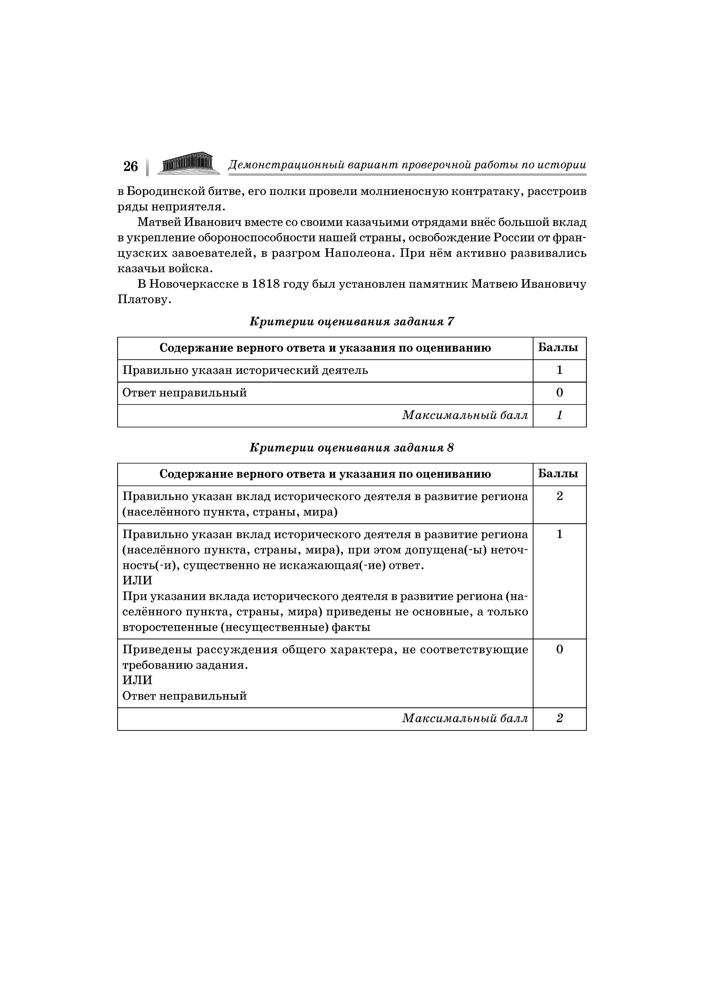 26
Демонстрационный вариант проверочной работы по истории
в Бородинской битве, его полки провели молниеносную контратаку, расстроив
ряды неприятеля.
Матвей Иванович вместе со своими казачьими отрядами внёс большой вклад
в укрепление обороноспособности нашей страны, освобождение России от фран-
цузских завоевателей, в разгром Наполеона. При нём активно развивались
казачьи войска.
В Новочеркасске в 1818 году был установлен памятник Матвею Ивановичу
Платову.
Критерии оценивания задания 7
Содержание верного ответа и указания по оцениванию Баллы
Правильно указан исторический деятель 1
Ответ неправильный 0
Максимальный балл 1
Критерии оценивания задания 8
Содержание верного ответа и указания по оцениванию Баллы
Правильно указан вклад исторического деятеля в развитие региона 2
(населённого пункта, страны, мира)
Правильно указан вклад исторического деятеля в развитие региона 1
(населённого пункта, страны, мира), при этом допущена(-ы) неточ-
ность(-и), существенно не искажающая(-ие) ответ.
ИЛИ
При указании вклада исторического деятеля в развитие региона (на-
селённого пункта, страны, мира) приведены не основные, а только
второстепенные (несущественные) факты
Приведены рассуждения общего характера, не соответствующие 0
требованию задания.
ИЛИ
Ответ неправильный
Максимальный балл 2